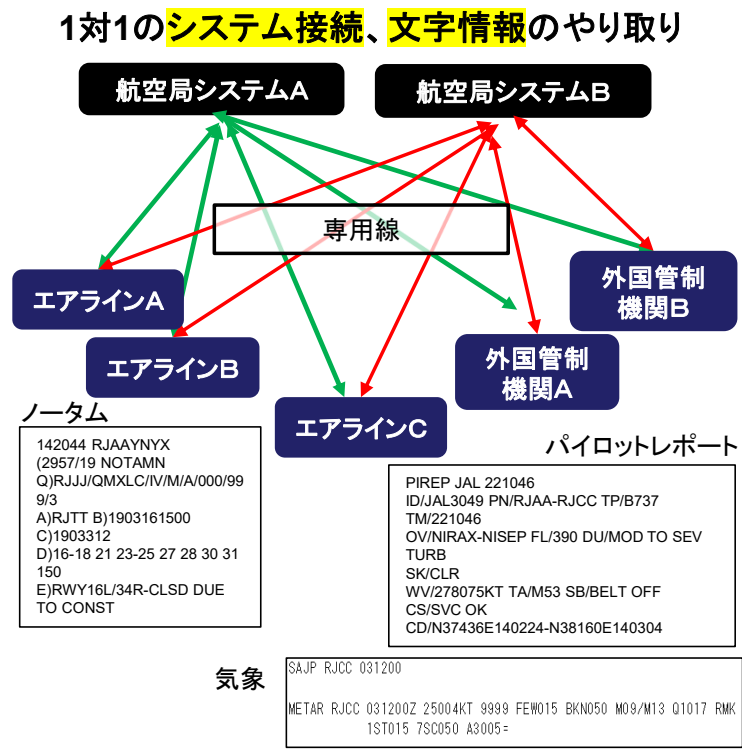 1対1のシステム接続、文字情報のやり取り
航空局システムA
航空局システムB
専用線
エアラインA
外国管制
機関B
エアラインB
外国管制
機関A
エアラインC
ノータム
142044 RJAAYNYX
(2957/19 NOTAMN
Q)RJJJ/QMXLC/IV/M/A/000/99
9/3
A)RJTT B)1903161500
C)1903312
D)16-18 21 23-25 27 28 30 31
150
E)RWY16L/34R-CLSD DUE
TO CONST
パイロットレポート
PIREP JAL 221046
ID/JAL3049 PN/RJAA-RJCC TP/B737
TM/221046
OV/NIRAX-NISEP FL/390 DU/MOD TO SEV
TURB
SK/CLR
WV/278075KT TA/M53 SB/BELT OFF
CS/SVC OK
CD/N37436E140224-N38160E140304
気象
SAJP RJCC 031200
METAR RJCC 031200Z 25004KT 9999 FEW015 BKN050 M09/M13 Q1017 RMK
1ST015 7SC050 A3005=